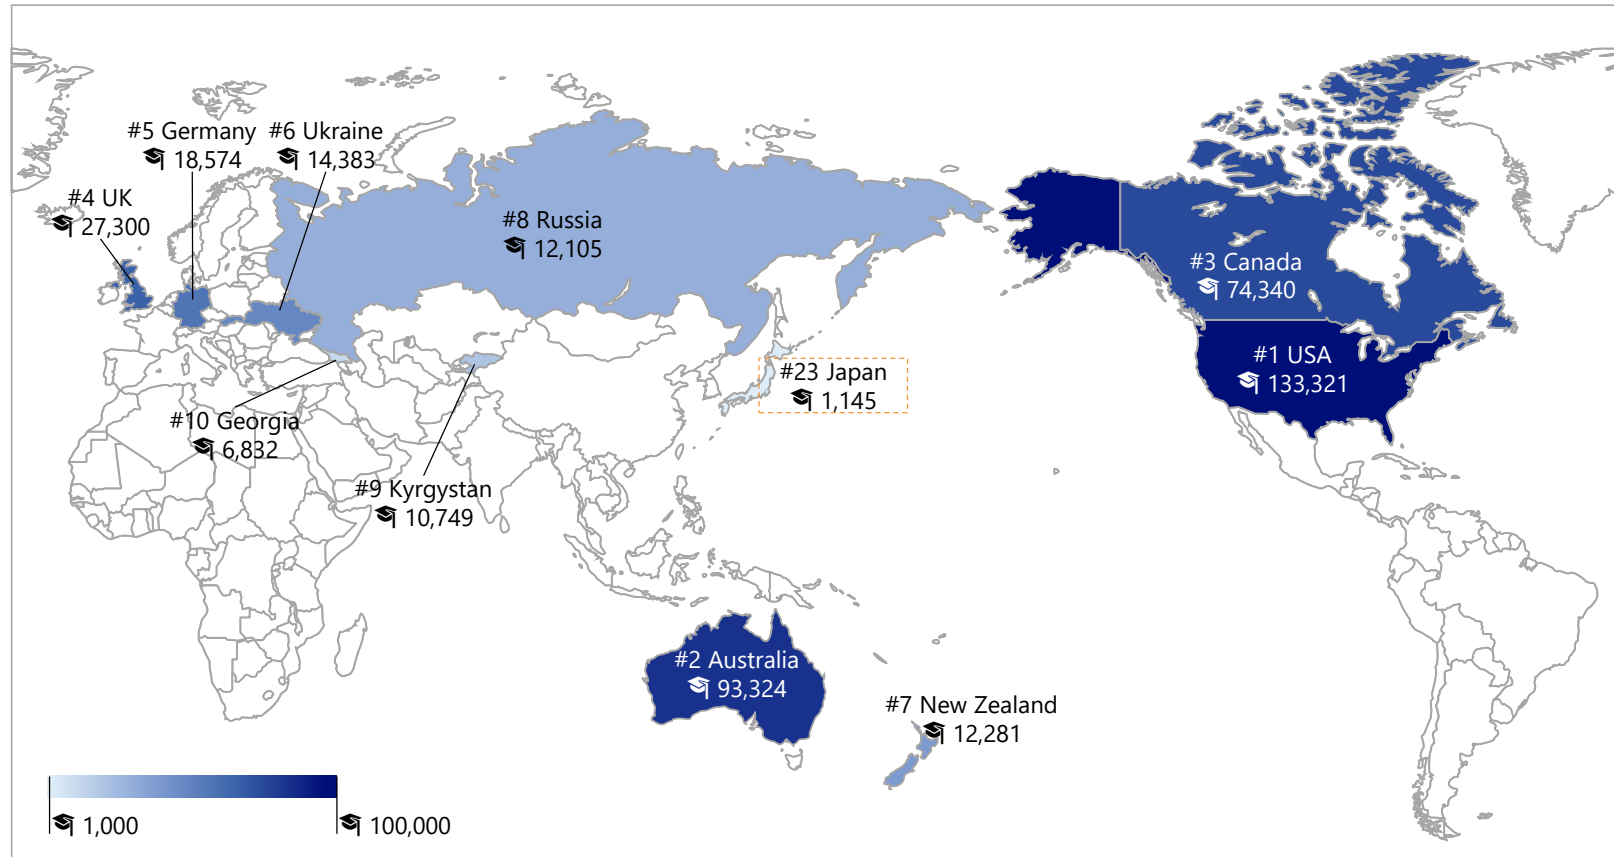 #5 Germany
18,574
#6 Ukraine
14,383
#4 UK
27,300
#8 Russia
12,105
#3 Canada
74,340
#1 USA
133,321
#23 Japan
1,145
#10 Georgia
6,832
#9 Kyrgystan
10,749
#2 Australia
93,324
#7 New Zealand
12,281
1,000
100,000